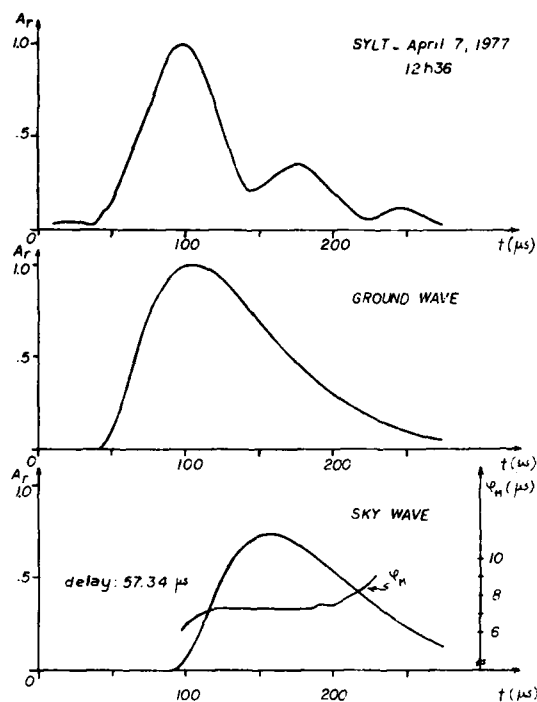 Ar
1.0
.5
0
SYLT_ April 7, 1977
12h36
100
200
t(µs)
Ar
1.0
.5
0
GROUND WAVE
100
200
t(µs)
Ar
1.0
.5
0
SKY WAVE
delay: 57.34 µs
φM
100
200
t(µs)
φM (µs)
10
8
6